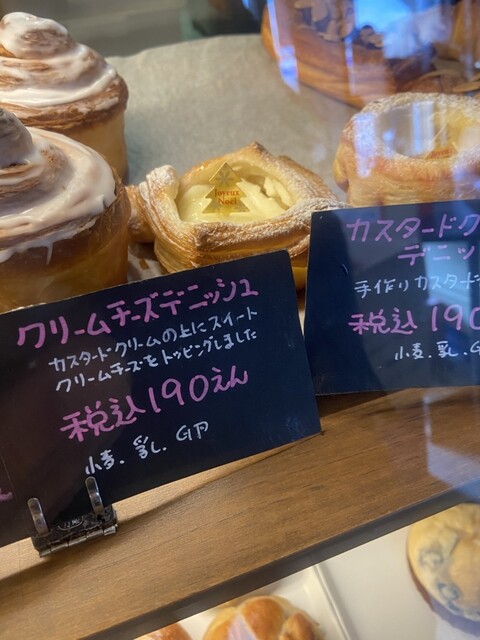 Joyeux
Noël
クリームチーズデニッシュ
カスタードクリームの上にスイート
クリームチーズをトッピングしました
税込190えん
小麦.乳.
カスタードク
デニッ
手作りカスタード
税込190
小麦.乳.